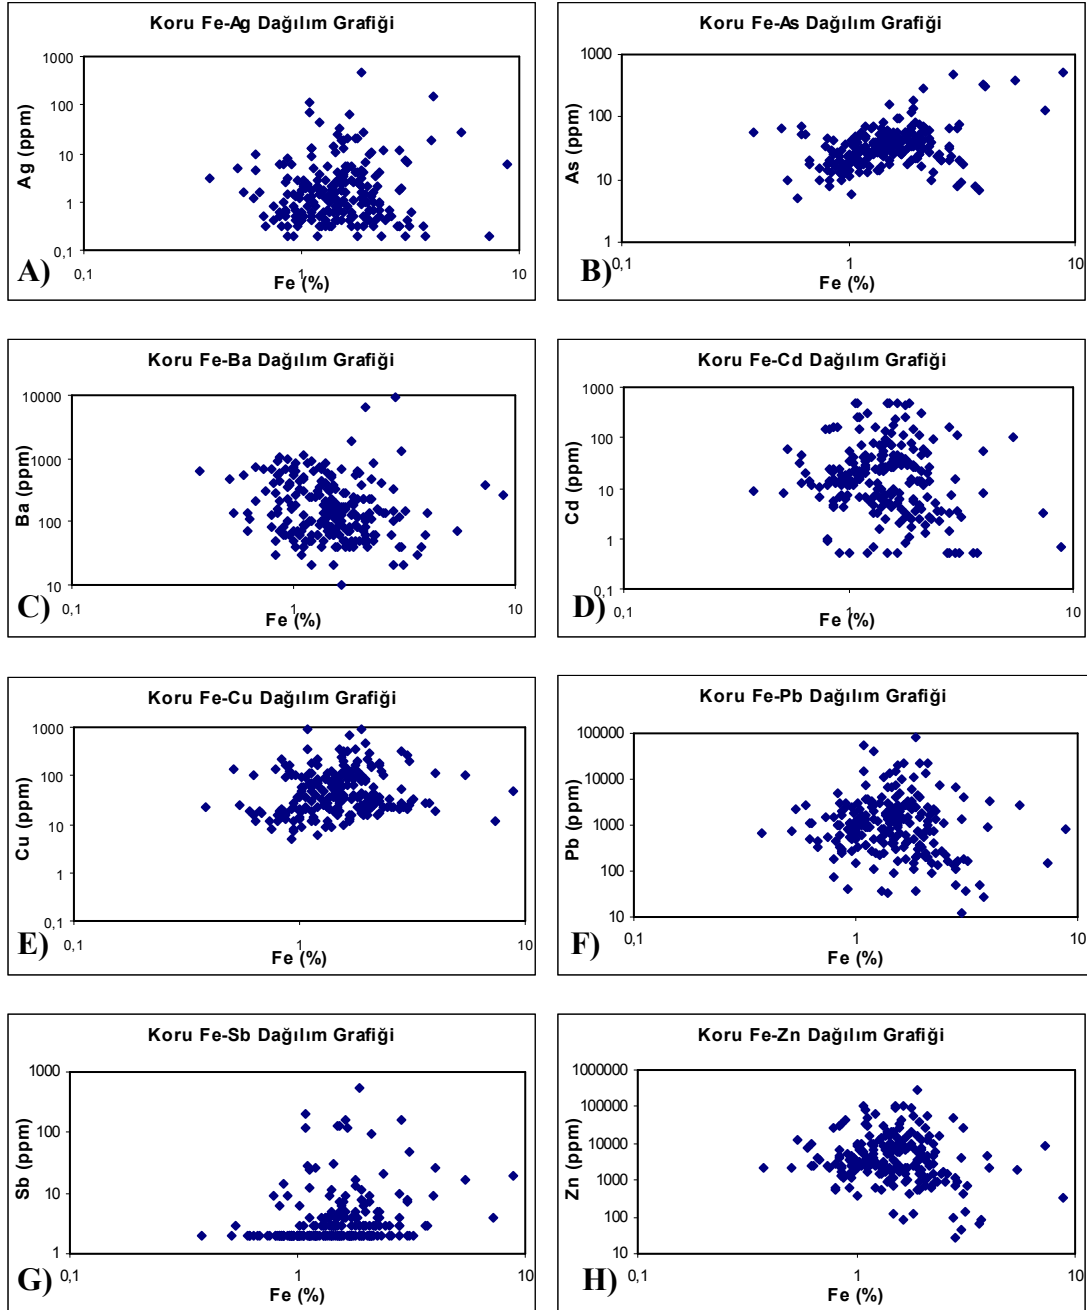 Koru Fe-Ag Dağılım Grafiği
1000
100
10
1
0,1
Ag (ppm)
0,1
1
10
Fe (%)
A)
Koru Fe-As Dağılım Grafiği
1000
100
10
1
As (ppm)
0,1
1
10
Fe (%)
B)
Koru Fe-Ba Dağılım Grafiği
10000
1000
100
10
Ba (ppm)
0,1
1
10
Fe (%)
C)
Koru Fe-Cd Dağılım Grafiği
1000
100
10
1
0,1
Cd (ppm)
0,1
1
10
Fe (%)
D)
Koru Fe-Cu Dağılım Grafiği
1000
100
10
1
0,1
Cu (ppm)
0,1
1
10
Fe (%)
E)
Koru Fe-Pb Dağılım Grafiği
100000
10000
1000
100
10
Pb (ppm)
0,1
1
10
Fe (%)
F)
Koru Fe-Sb Dağılım Grafiği
1000
100
10
1
Sb (ppm)
0,1
1
10
Fe (%)
G)
Koru Fe-Zn Dağılım Grafiği
1000000
100000
10000
1000
100
10
Zn (ppm)
0,1
1
10
Fe (%)
H)